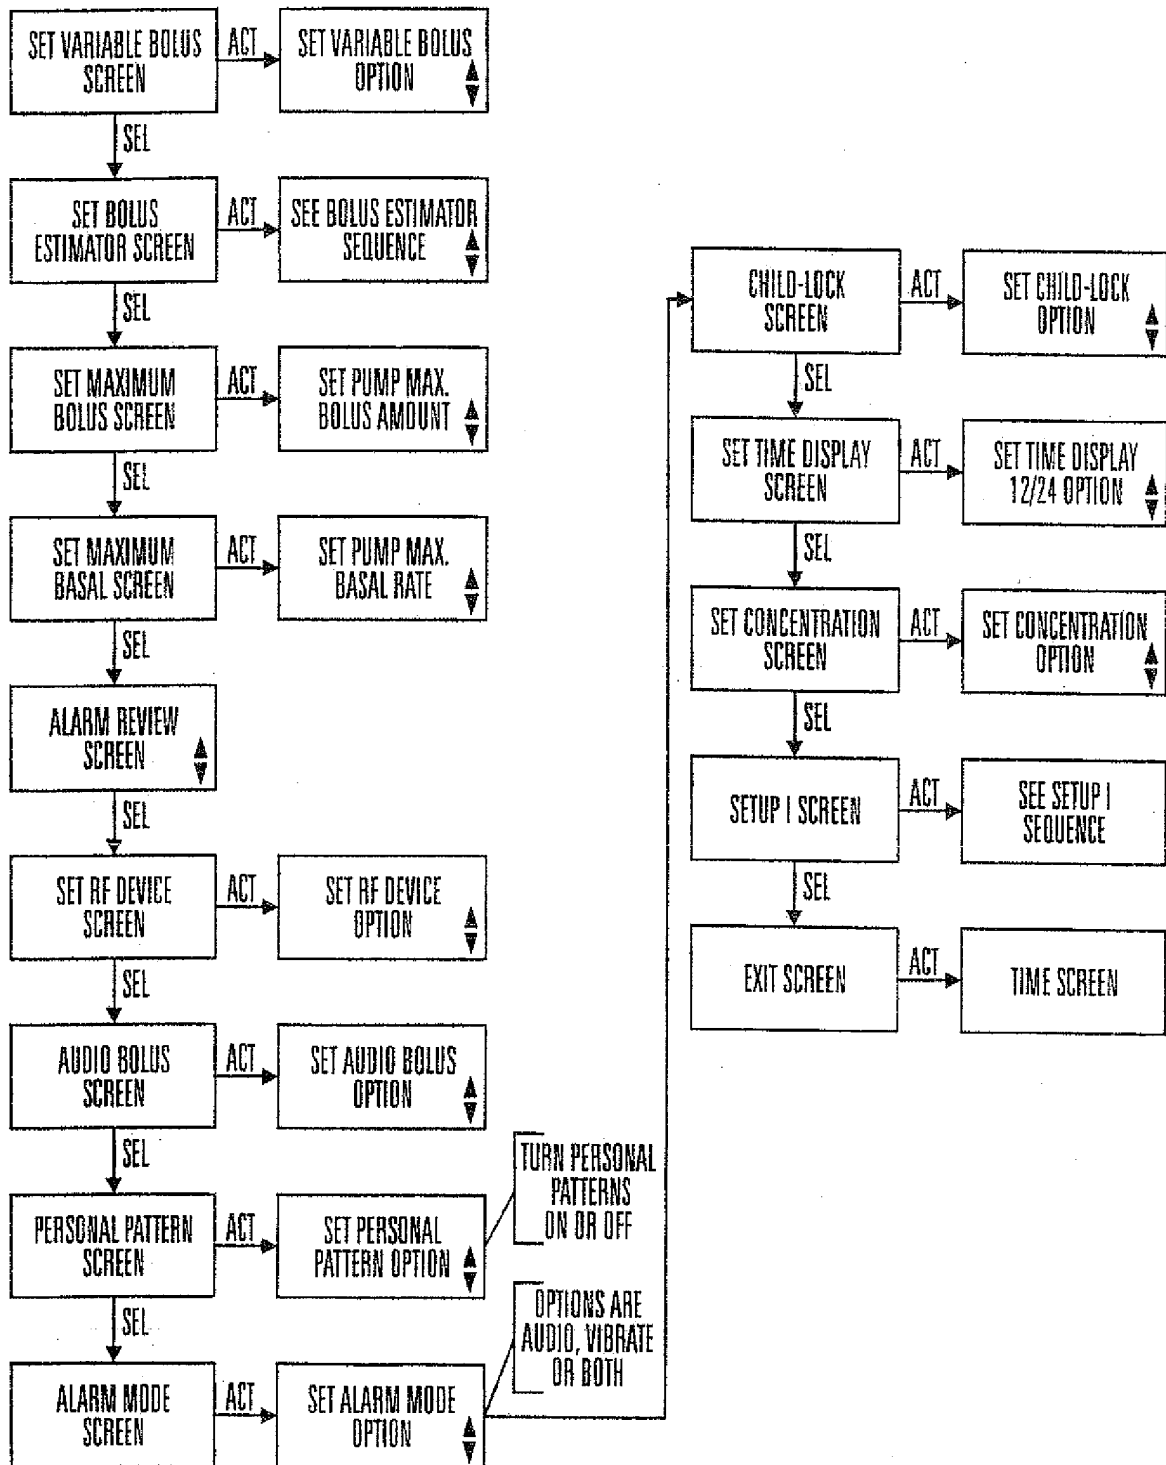 SET VARIABLE BOLUS
SCREEN
ACT
SET VARIABLE BOLUS
OPTION
SEL
SET BOLUS
ESTIMATOR SCREEN
ACT
SEE BOLUS ESTIMATOR
SEQUENCE
SEL
SET MAXIMUM
BOLUS SCREEN
ACT
SET PUMP MAX.
BOLUS AMOUNT
SEL
SET MAXIMUM
BASAL SCREEN
ACT
SET PUMP MAX.
BASAL RATE
SEL
ALARM REVIEW
SCREEN
SEL
SET RF DEVICE
SCREEN
ACT
SET RF DEVICE
OPTION
SEL
AUDIO BOLUS
SCREEN
ACT
SET AUDIO BOLUS
OPTION
SEL
PERSONAL PATTERN
SCREEN
ACT
SET PERSONAL
PATTERN OPTION
TURN PERSONAL
PATTERNS
ON OR OFF
SEL
ALARM MODE
SCREEN
ACT
SET ALARM MODE
OPTION
OPTIONS ARE
AUDIO, VIBRATE
OR BOTH
CHILD-LOCK
SCREEN
ACT
SET CHILD-LOCK
OPTION
SEL
SET TIME DISPLAY
SCREEN
ACT
SET TIME DISPLAY
12/24 OPTION
SEL
SET CONCENTRATION
SCREEN
ACT
SET CONCENTRATION
OPTION
SEL
SETUP I SCREEN
ACT
SEE SETUP I
SEQUENCE
SEL
EXIT SCREEN
ACT
TIME SCREEN